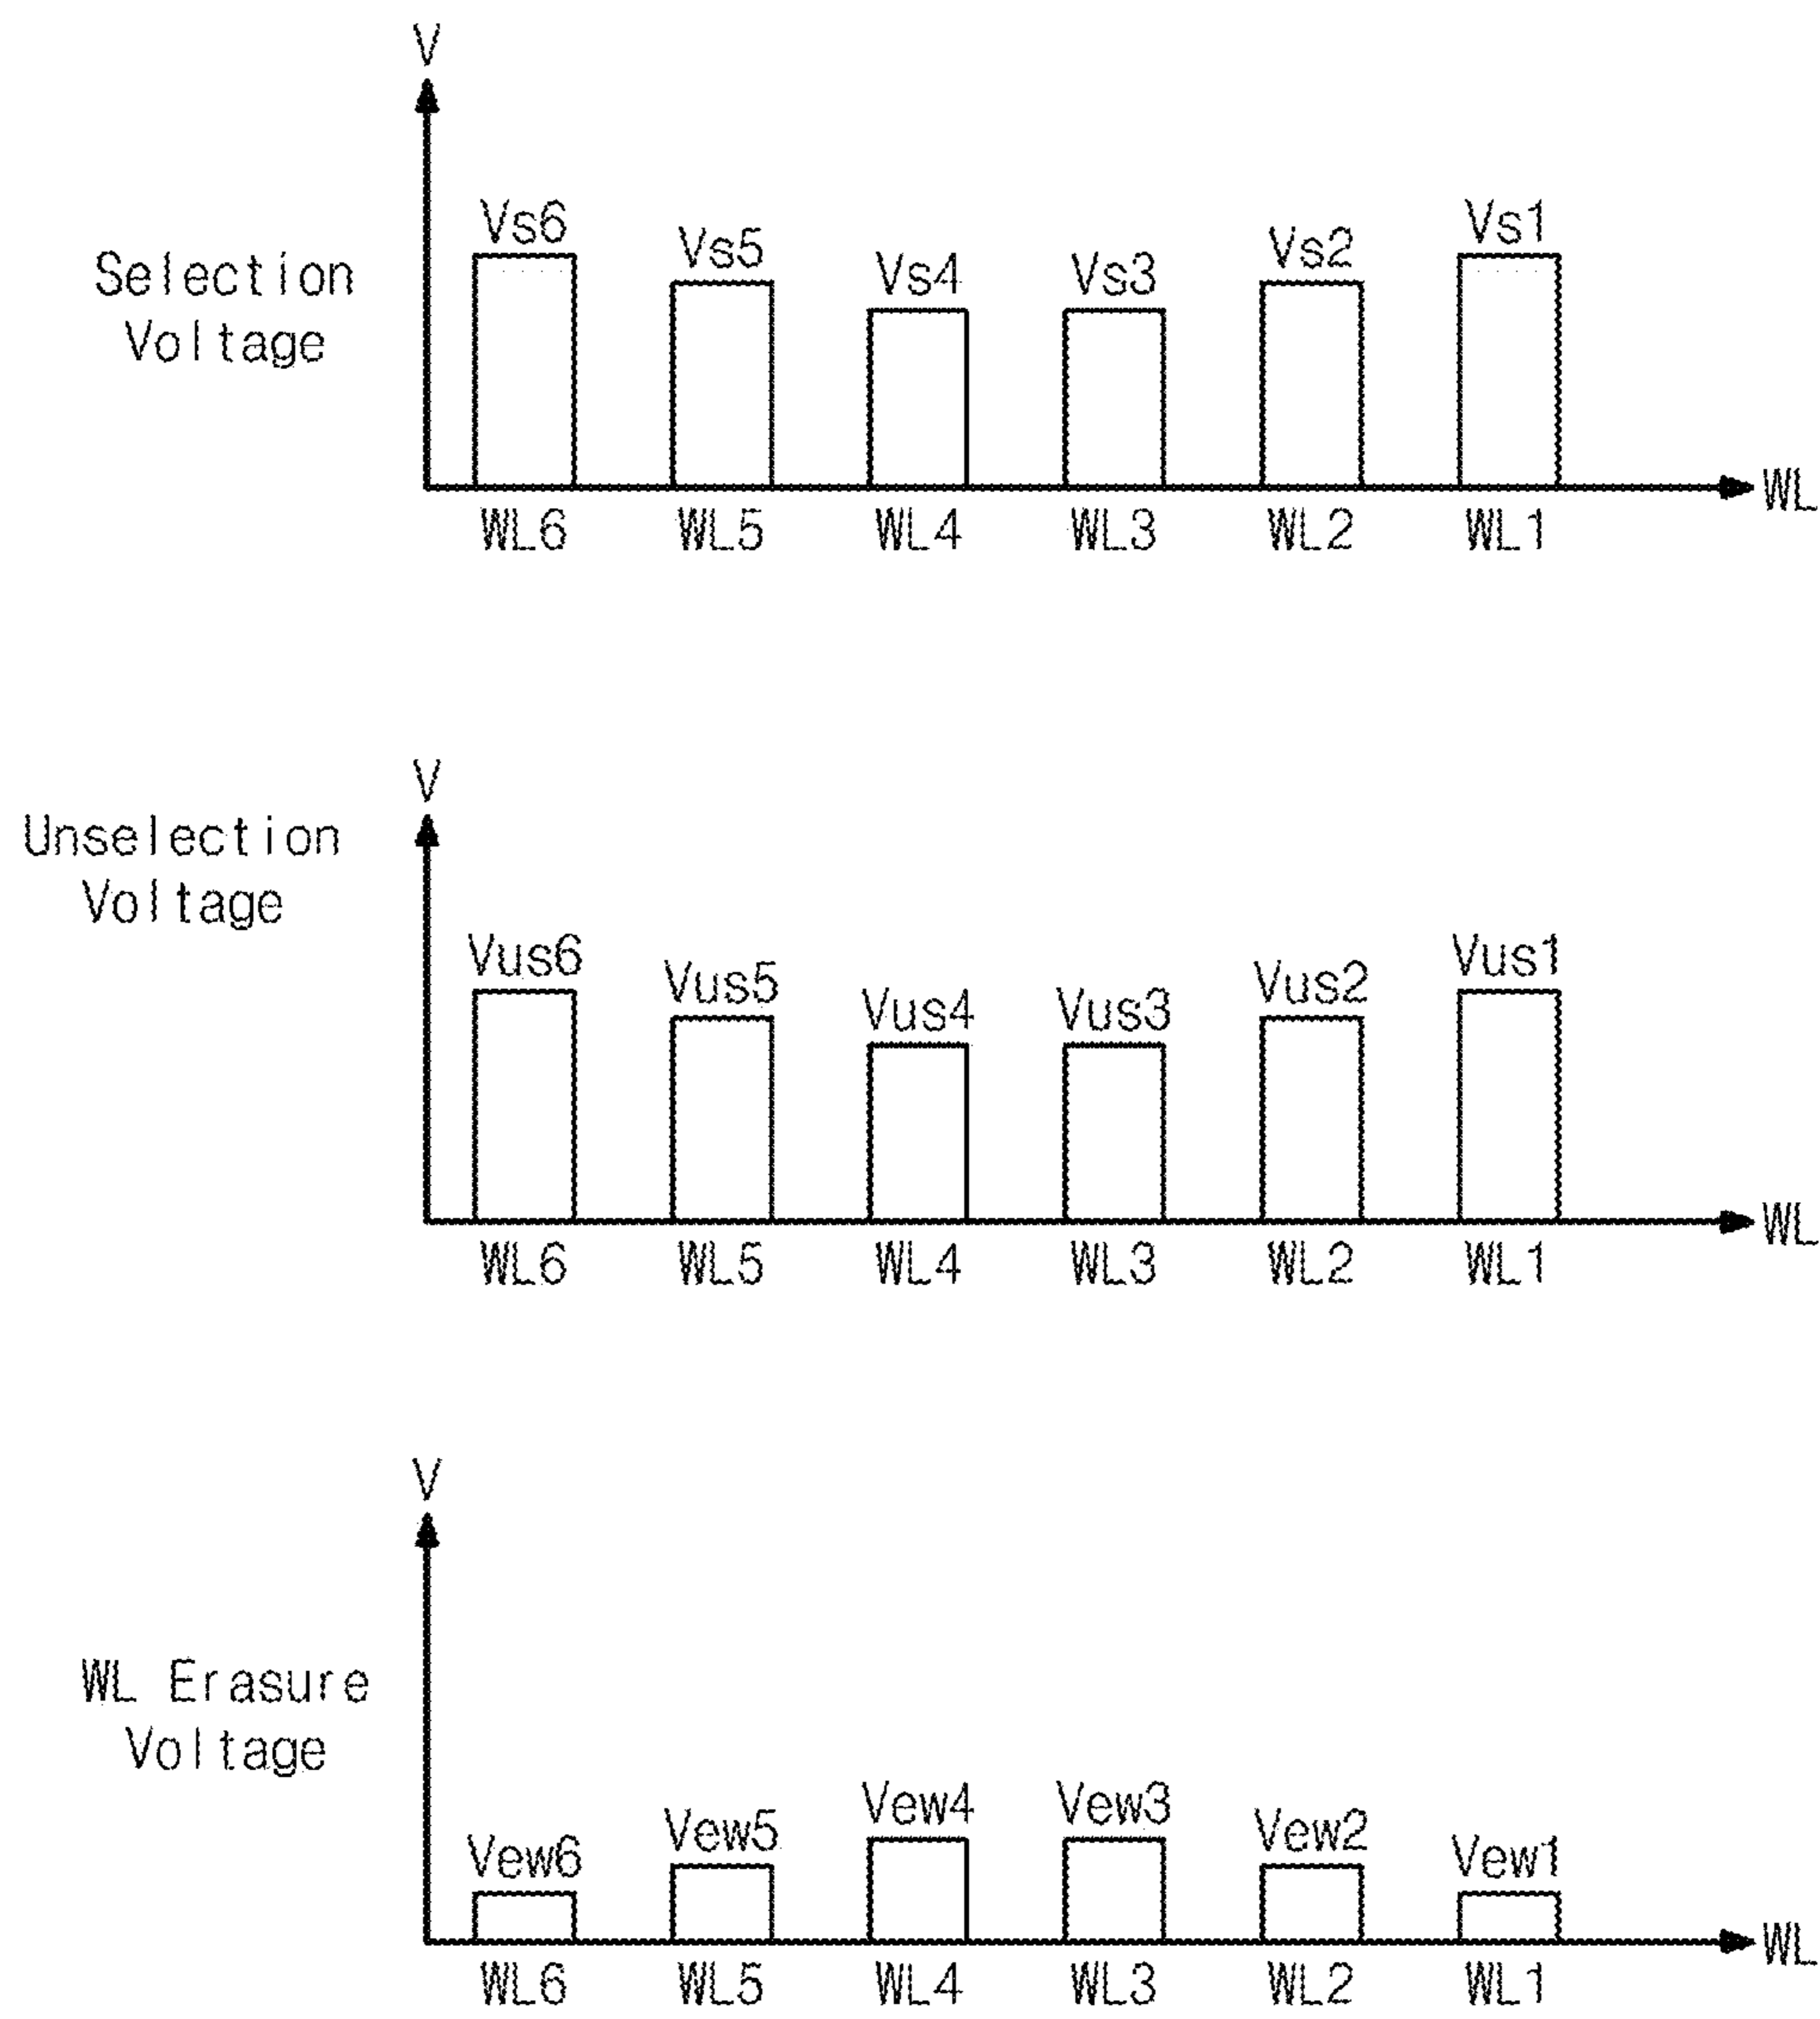 V
Vs6 Vs5 Vs4 Vs3 Vs2 Vs1
Selection
Voltage
WL
WL6 WL5 WL4 WL3 WL2 WL1
V
Unselection
Voltage
Vus6 Vus5 Vus4 Vus3 Vus2 Vus1
WL
WL6 WL5 WL4 WL3 WL2 WL1
V
WL Erasure
Voltage
Vew6 Vew5 Vew4 Vew3 Vew2 Vew1
WL
WL6 WL5 WL4 WL3 WL2 WL1